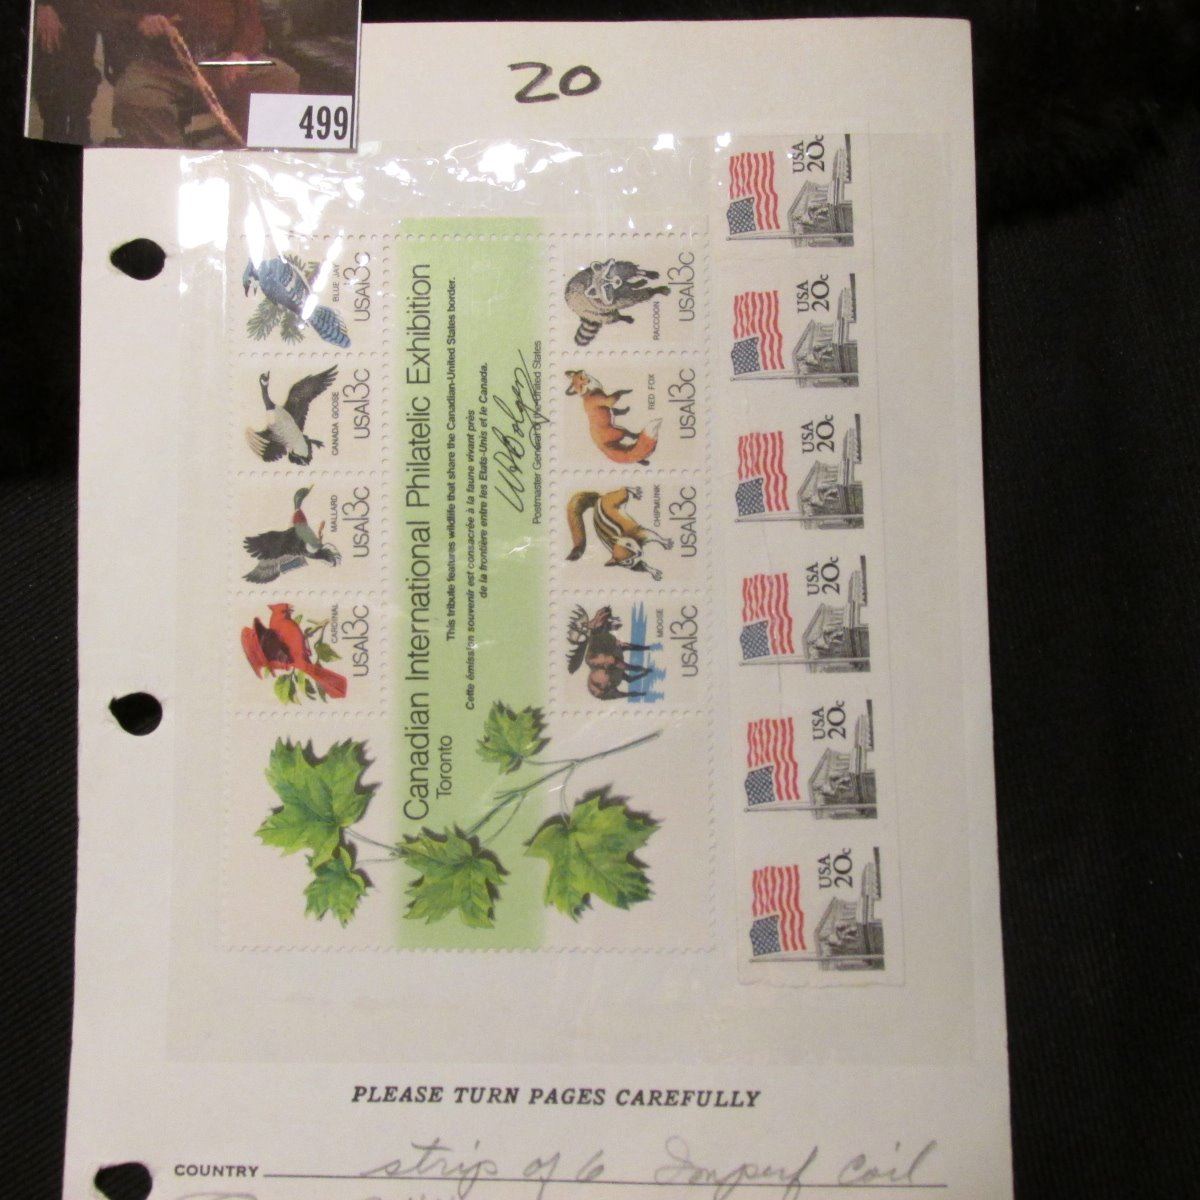 499
20
BLUE JAY
USA13c
CANADA GOOSE
USA13c
MALLARD
USA13c
CARDINAL
USA13c
Canadian International Philatelic Exhibition
Toronto
This tribute features wildlife that share the Canadian-United States border.
Cette émission souvenir est consacrée à la faune vivant près
de la frontière entre les Etats-Unis et le Canada.
Postmaster General of the United States
RACCOON
USA13c
RED FOX
USA13c
CHIPMUNK
USA13c
MOOSE
USA13c
USA
20c
USA
20c
USA
20c
USA
20c
USA
20c
USA
20c
PLEASE TURN PAGES CAREFULLY
COUNTRY strip of 6 Imperf Coil